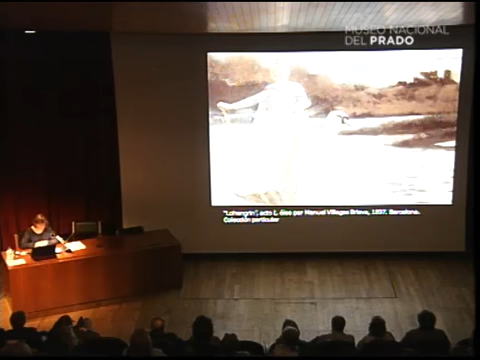 MUSEO NACIONAL
DEL PRADO
"Lohengrin", acto I, óleo por Manuel Villegas Brieva, 1897. Barcelona.
Colección particular